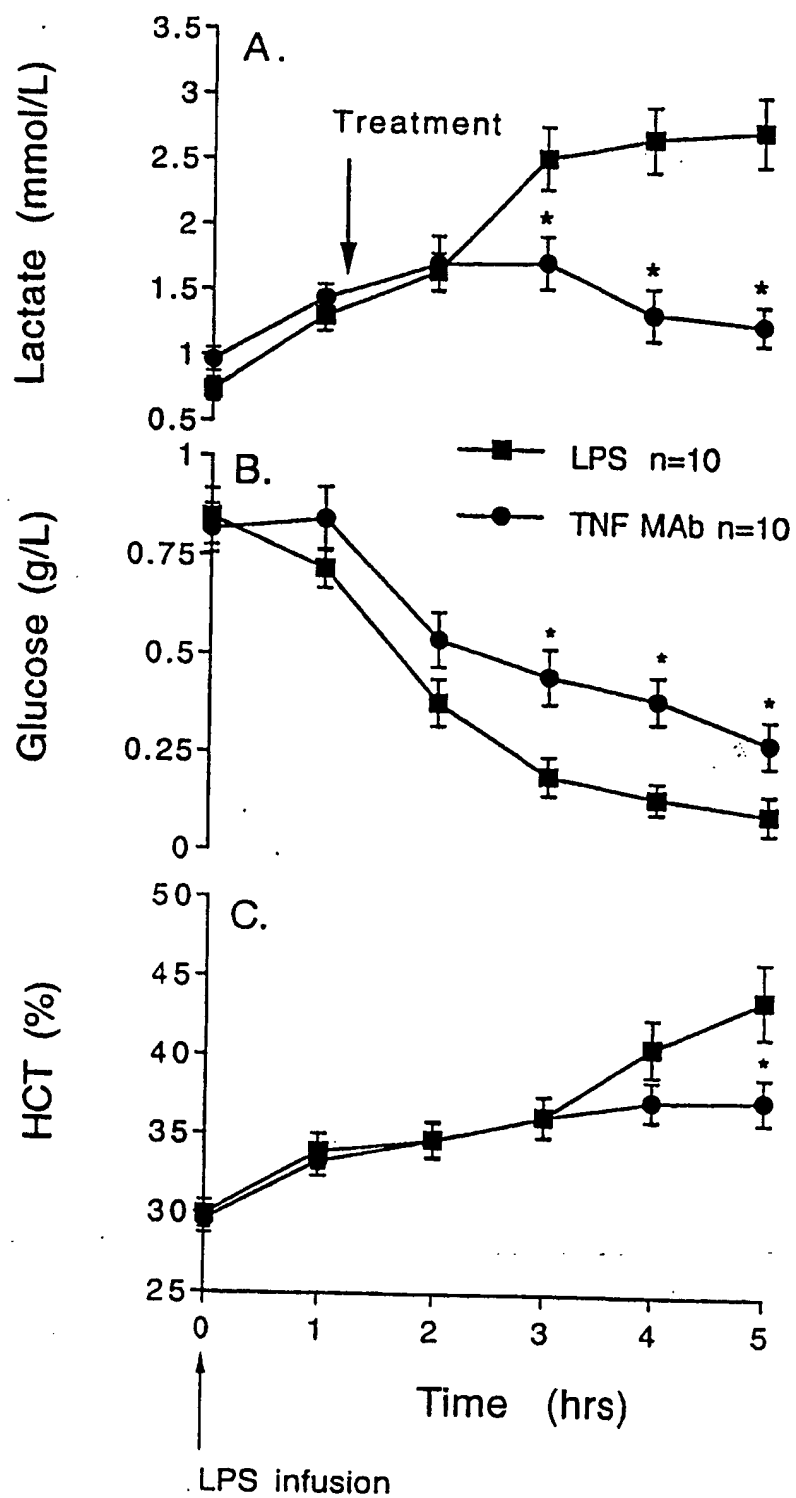 3.5
A.
3
Treatment
2.5
2
*
*
*
1.5
1
0.5
Lactate (mmol/L)
1
B.
LPS n=10
TNF MAb n=10
0.75
*
*
*
0.5
0.25
0
Glucose (g/L)
50
C.
45
40
*
35
30
25
HCT (%)
0 1 2 3 4 5
Time (hrs)
LPS infusion